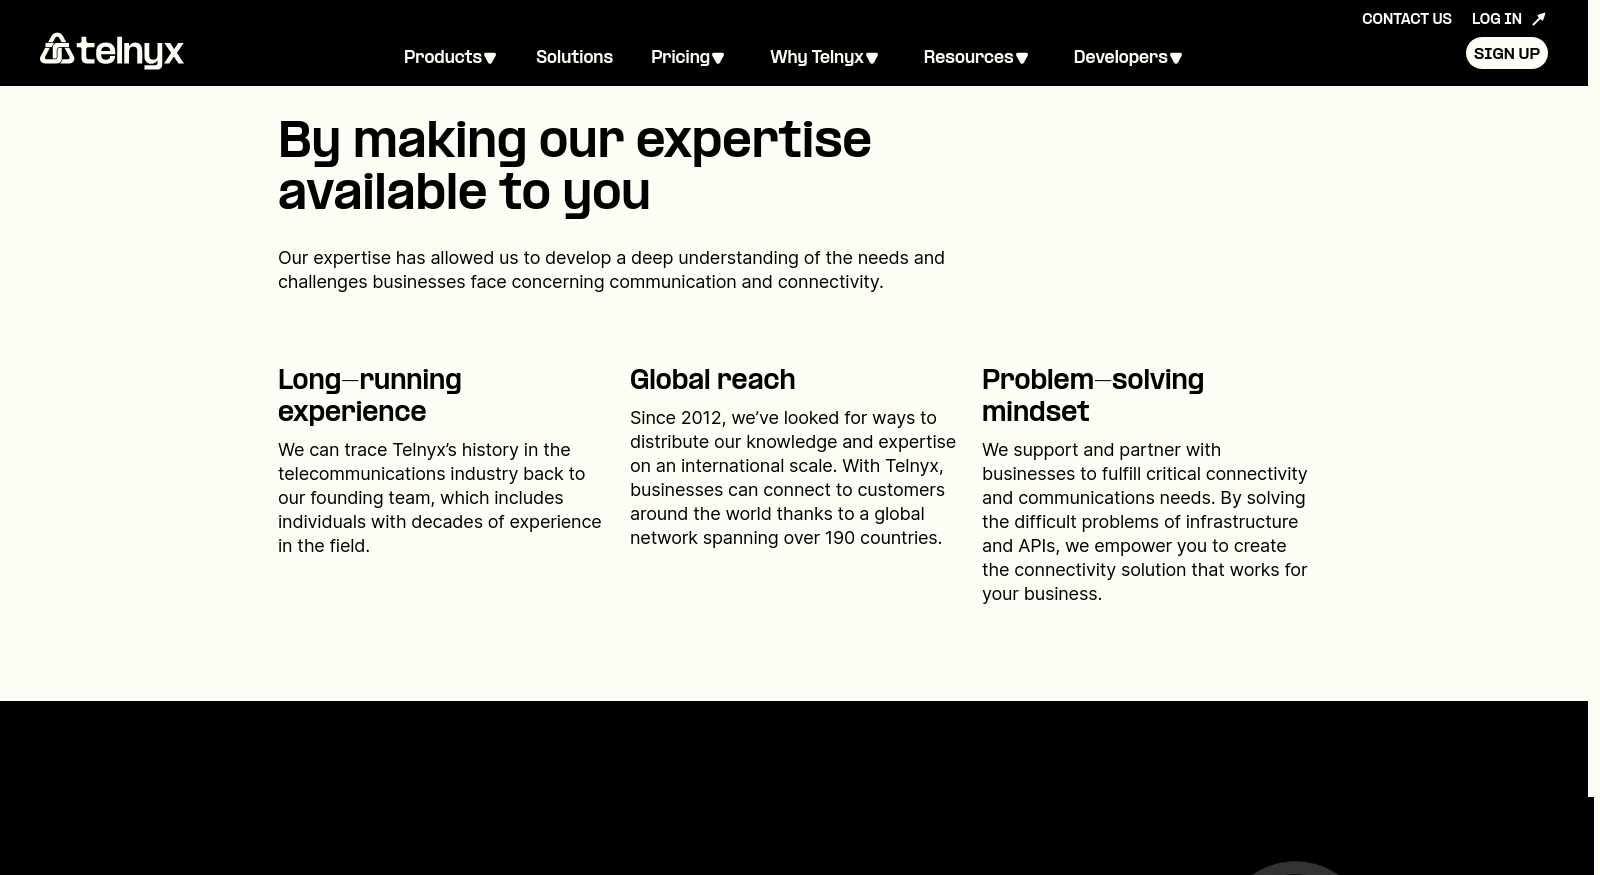 CONTACT US
LOG IN
telnyx
Products
Solutions
Pricing
Why Telnyx
Resources
Developers
SIGN UP
By making our expertise
available to you
Our expertise has allowed us to develop a deep understanding of the needs and
challenges businesses face concerning communication and connectivity.
Long–running
experience
We can trace Telnyx’s history in the
telecommunications industry back to
our founding team, which includes
individuals with decades of experience
in the field.
Global reach
Since 2012, we’ve looked for ways to
distribute our knowledge and expertise
on an international scale. With Telnyx,
businesses can connect to customers
around the world thanks to a global
network spanning over 190 countries.
Problem–solving
mindset
We support and partner with
businesses to fulfill critical connectivity
and communications needs. By solving
the difficult problems of infrastructure
and APIs, we empower you to create
the connectivity solution that works for
your business.